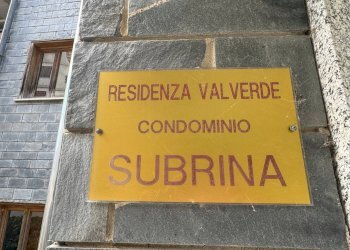 RESIDENZA VALVERDE
CONDOMINIO
SUBRINA